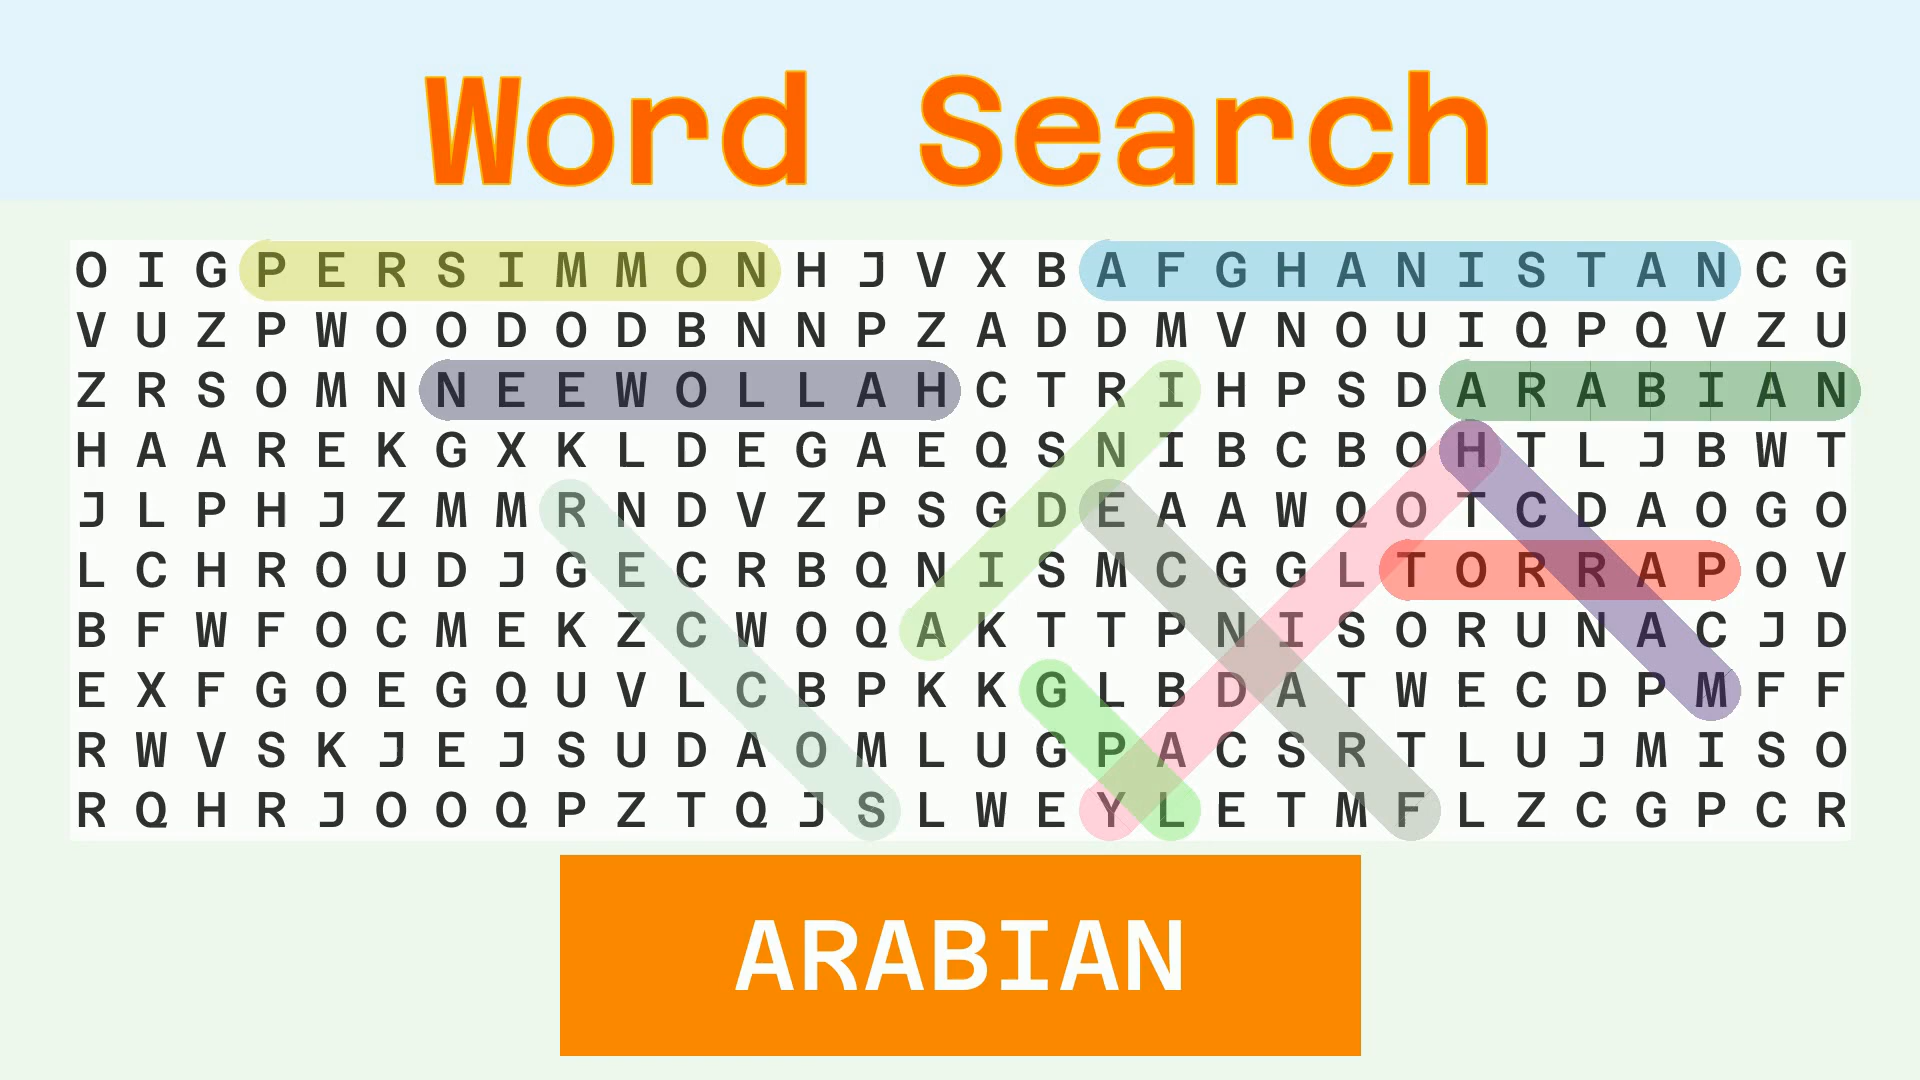 Word Search
O I G P E R S I M M O N H J V X B A F G H A N I S T A N C G
V U Z P W O O D O D B N N P Z A D D M V N O U I Q P Q V Z U
Z R S O M N N E E W O L L A H C T R I H P S D A R A B I A N
H A A R E K G X K L D E G A E Q S N I B C B O H T L J B W T
J L P H J Z M M R N D V Z P S G D E A A W Q O T C D A O G O
L C H R O U D J G E C R B Q N I S M C G G L T O R R A P O V
B F W F O C M E K Z C W O Q A K T T P N I S O R U N A C J D
E X F G O E G Q U V L C B P K K G L B D A T W E C D P M F F
R W V S K J E J S U D A O M L U G P A C S R T L U J M I S O
R Q H R J O O Q P Z T Q J S L W E Y L E T M F L Z C G P C R
ARABIAN